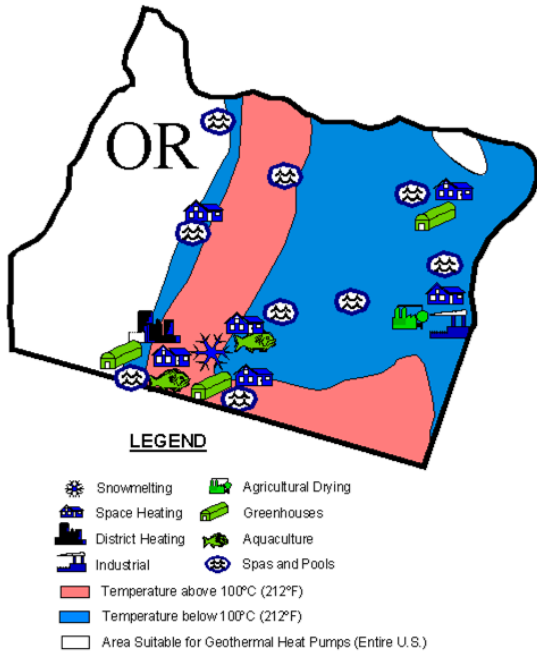 OR
LEGEND
Snowmelting
Agricultural Drying
Space Heating
Greenhouses
District Heating
Aquaculture
Industrial
Spas and Pools
Temperature above 100°C (212°F)
Temperature below 100°C (212°F)
Area Suitable for Geothermal Heat Pumps (Entire U.S.)